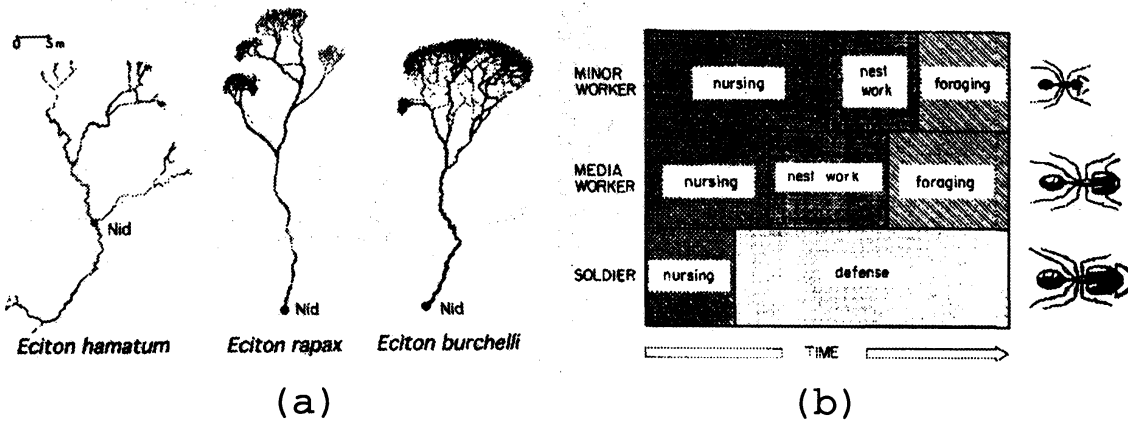 0 5m
Nid
Nid
Nid
Eciton hamatum
Eciton rapax
Eciton burchelli
(a)
MINOR
WORKER
nursing
nest
work
foraging
MEDIA
WORKER
nursing
nest work
foraging
SOLDIER
nursing
defense
TIME
(b)